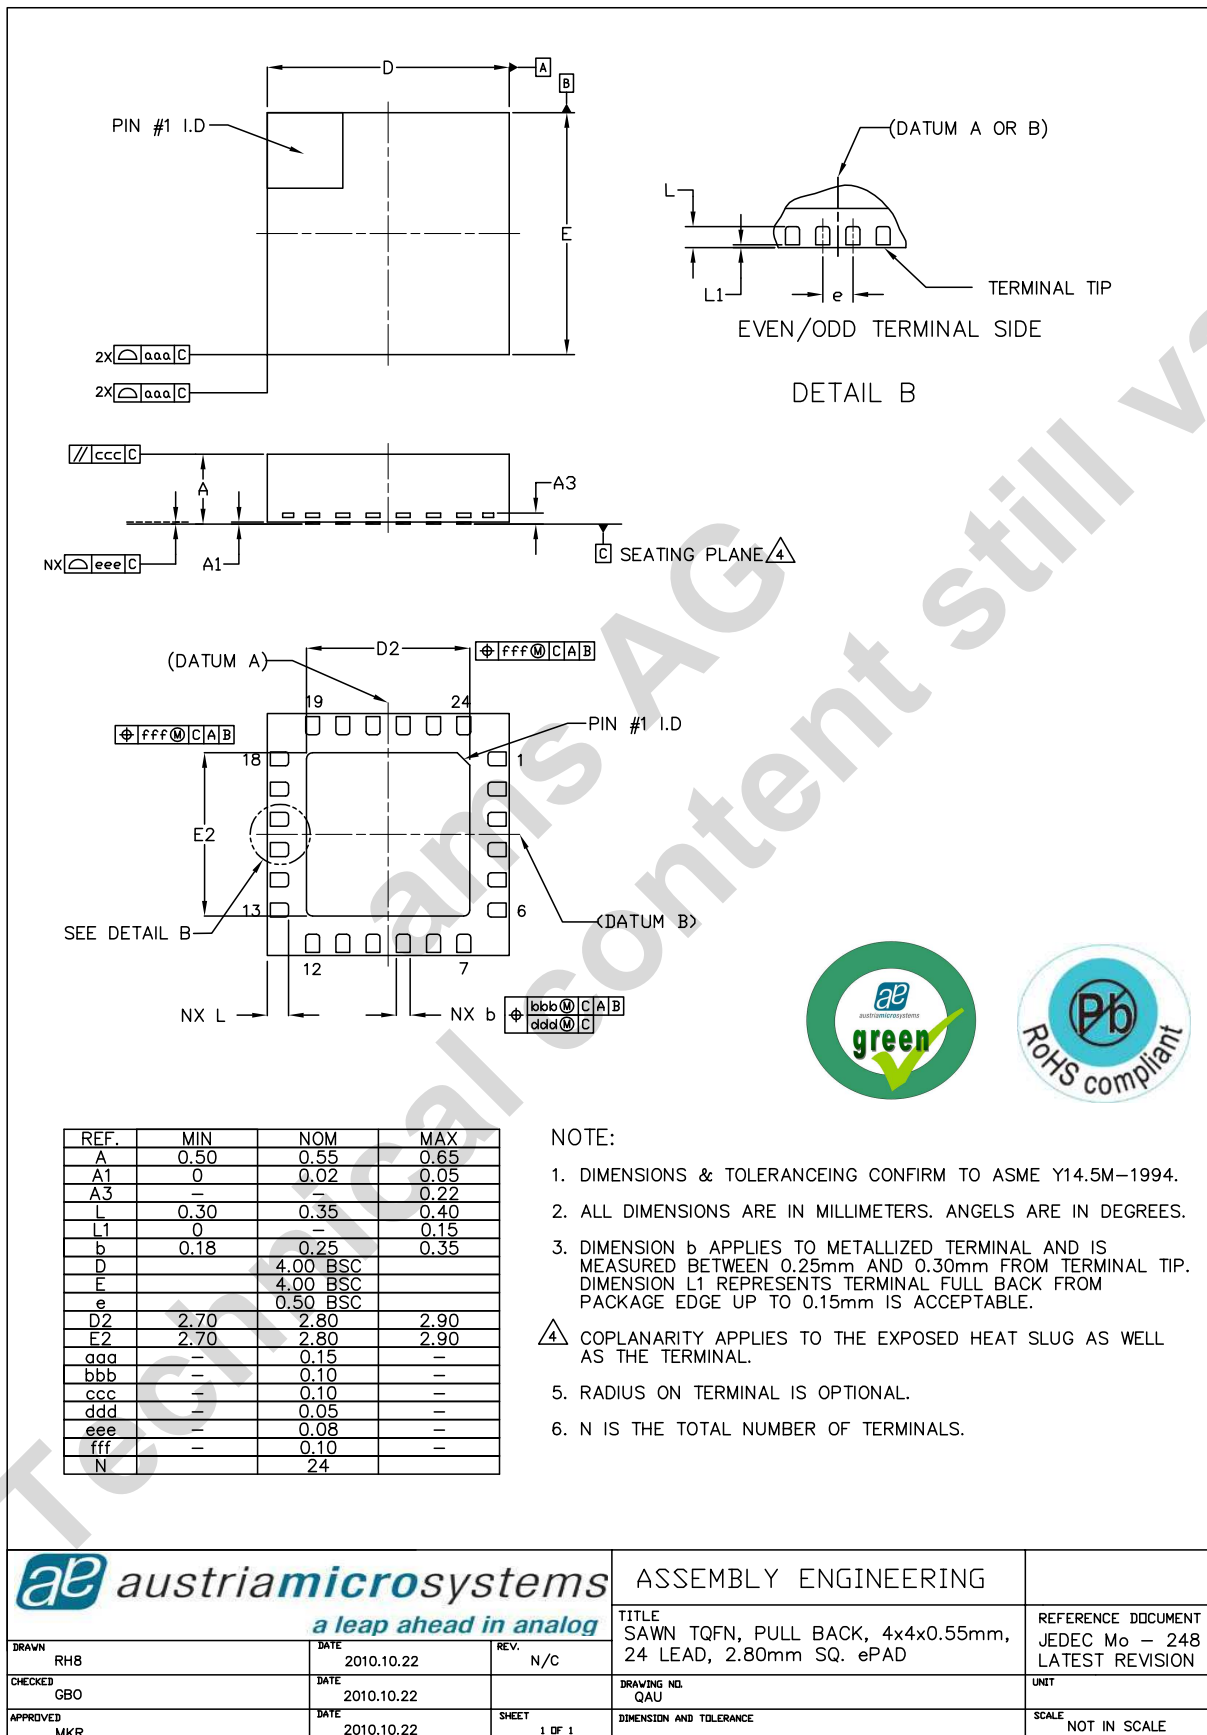 D
A
B
PIN #1 I.D
(DATUM A OR B)
L
E
L1
e
TERMINAL TIP
EVEN/ODD TERMINAL SIDE
2X aaa C
2X aaa C
DETAIL B
// ccc C
A
A3
NX eee C
A1
C SEATING PLANE 4
D2
fff M C A B
(DATUM A)
19
24
PIN #1 I.D
fff M C A B
18
1
E2
13
6
SEE DETAIL B
(DATUM B)
12
7
NX L
NX b
bbb M C A B
ddd M C
austriamicrosystems
green
Pb
RoHS compliant
REF. MIN NOM MAX
A 0.50 0.55 0.65
A1 0 0.02 0.05
A3 – – 0.22
L 0.30 0.35 0.40
L1 0 – 0.15
b 0.18 0.25 0.35
D 4.00 BSC
E 4.00 BSC
e 0.50 BSC
D2 2.70 2.80 2.90
E2 2.70 2.80 2.90
aaa – 0.15 –
bbb – 0.10 –
ccc – 0.10 –
ddd – 0.05 –
eee – 0.08 –
fff – 0.10 –
N 24
NOTE:
1. DIMENSIONS & TOLERANCEING CONFIRM TO ASME Y14.5M–1994.
2. ALL DIMENSIONS ARE IN MILLIMETERS. ANGELS ARE IN DEGREES.
3. DIMENSION b APPLIES TO METALLIZED TERMINAL AND IS
MEASURED BETWEEN 0.25mm AND 0.30mm FROM TERMINAL TIP.
DIMENSION L1 REPRESENTS TERMINAL FULL BACK FROM
PACKAGE EDGE UP TO 0.15mm IS ACCEPTABLE.
4 COPLANARITY APPLIES TO THE EXPOSED HEAT SLUG AS WELL
AS THE TERMINAL.
5. RADIUS ON TERMINAL IS OPTIONAL.
6. N IS THE TOTAL NUMBER OF TERMINALS.
ams AG
Technical content still va
ae austriamicrosystems
a leap ahead in analog
ASSEMBLY ENGINEERING
TITLE
SAWN TQFN, PULL BACK, 4x4x0.55mm,
24 LEAD, 2.80mm SQ. ePAD
REFERENCE DOCUMENT
JEDEC Mo – 248
LATEST REVISION
DRAWN
RH8
DATE
2010.10.22
REV.
N/C
CHECKED
GBO
DATE
2010.10.22
DRAWING NO.
QAU
UNIT
APPROVED
MKR
DATE
2010.10.22
SHEET
1 OF 1
DIMENSION AND TOLERANCE
SCALE
NOT IN SCALE